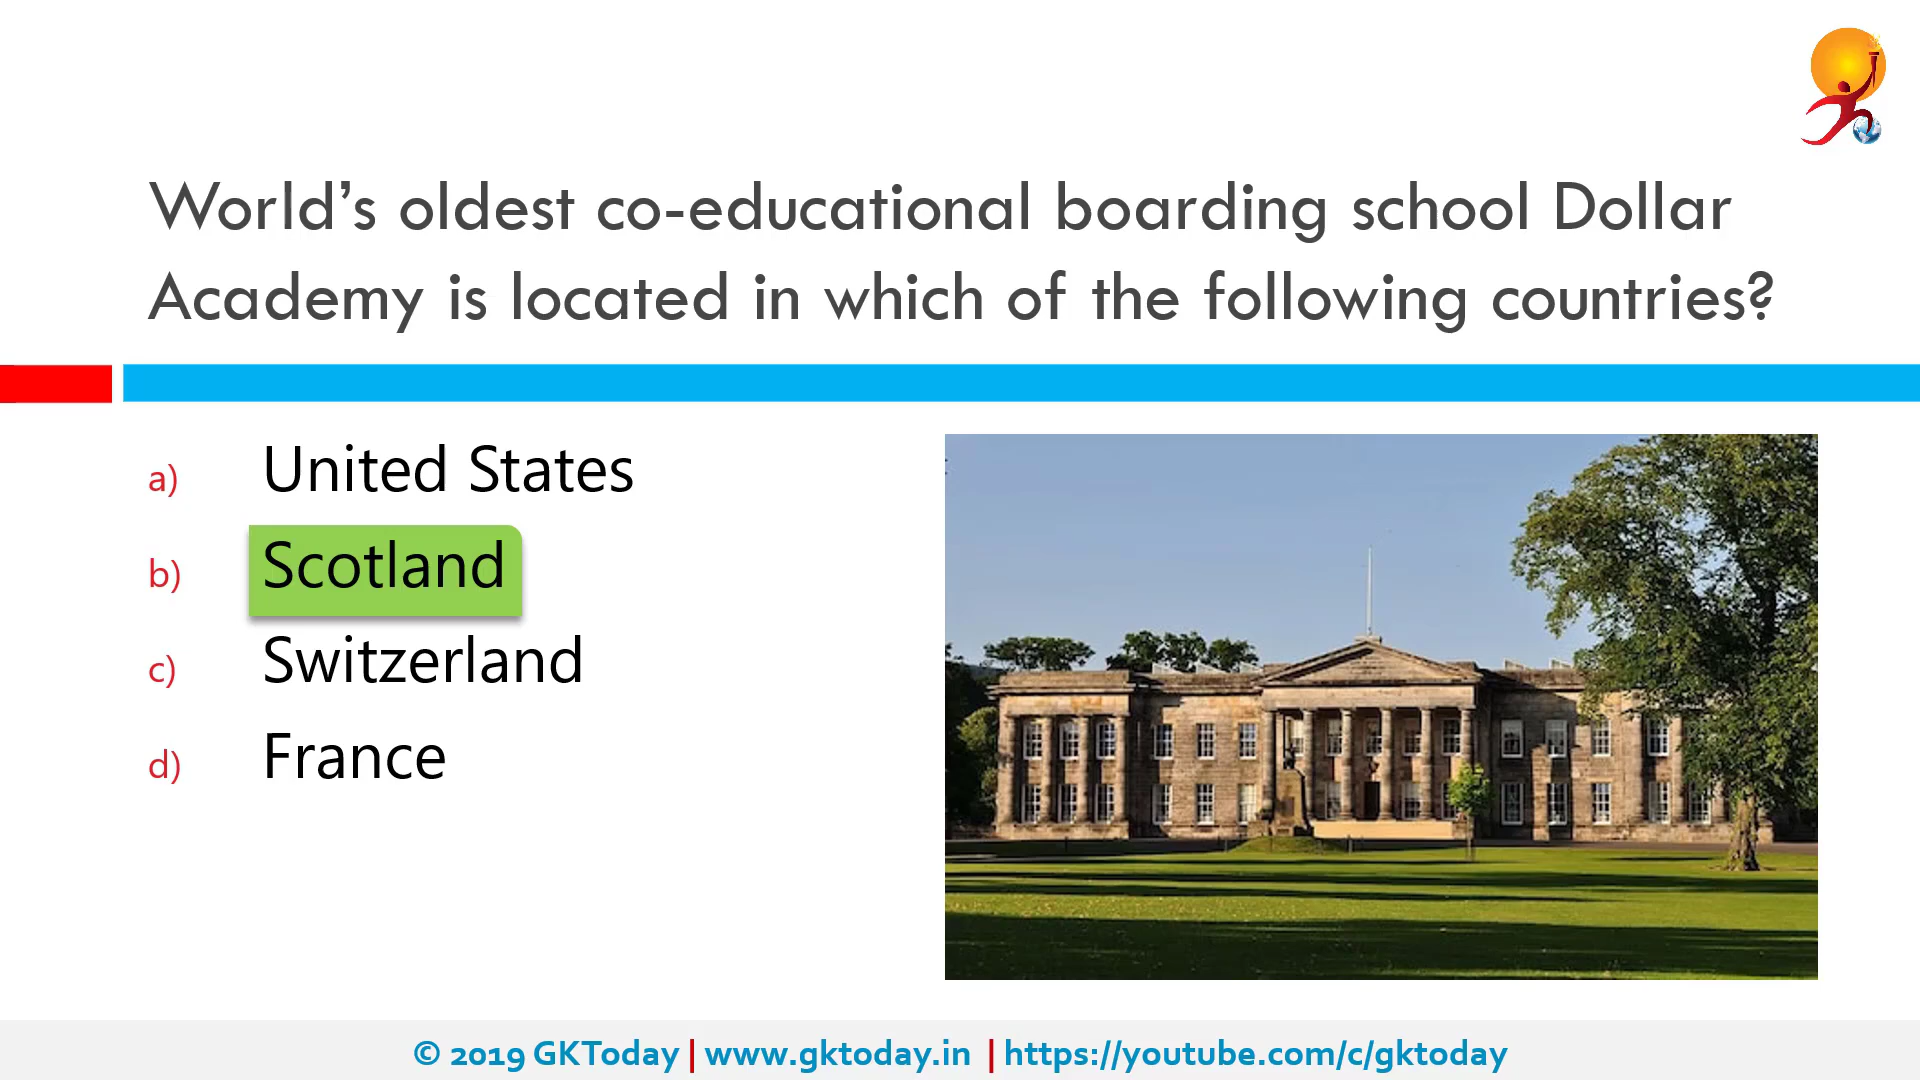 World’s oldest co-educational boarding school Dollar
Academy is located in which of the following countries?
a) United States
b) Scotland
c) Switzerland
d) France
© 2019 GKToday | www.gktoday.in | https://youtube.com/c/gktoday